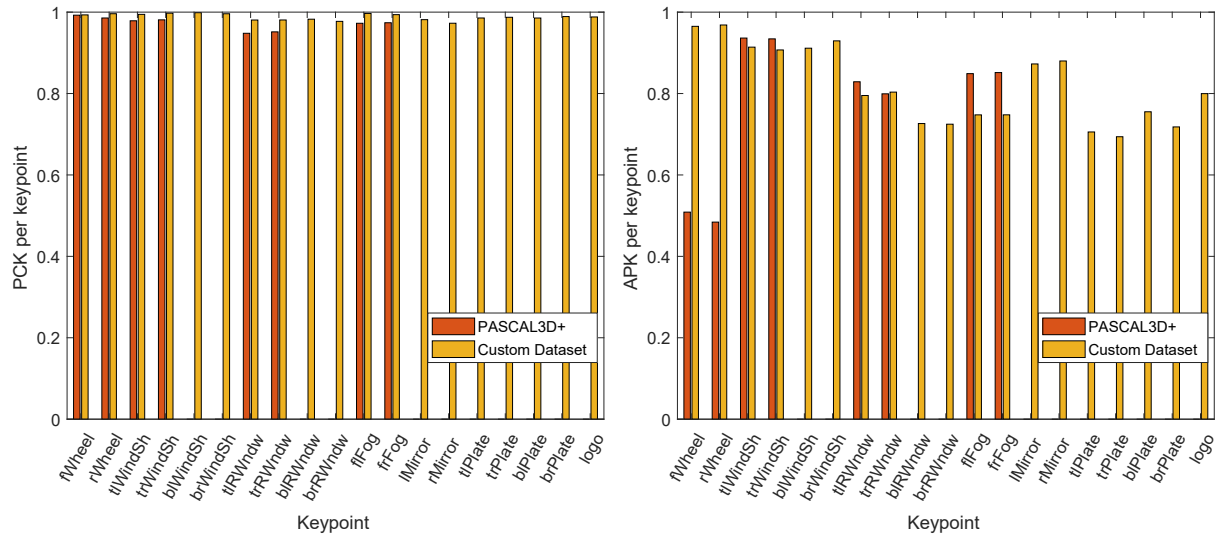 PCK per keypoint
1
0.8
0.6
0.4
0.2
0
PASCAL3D+
Custom Dataset
fWheel
rWheel
tlWindSh
trWindSh
blWindSh
brWindSh
tlRWndw
trRWndw
blRWndw
brRWndw
flFog
frFog
lMirror
rMirror
tlPlate
trPlate
blPlate
brPlate
logo
Keypoint
APK per keypoint
1
0.8
0.6
0.4
0.2
0
PASCAL3D+
Custom Dataset
fWheel
rWheel
tlWindSh
trWindSh
blWindSh
brWindSh
tlRWndw
trRWndw
blRWndw
brRWndw
flFog
frFog
lMirror
rMirror
tlPlate
trPlate
blPlate
brPlate
logo
Keypoint